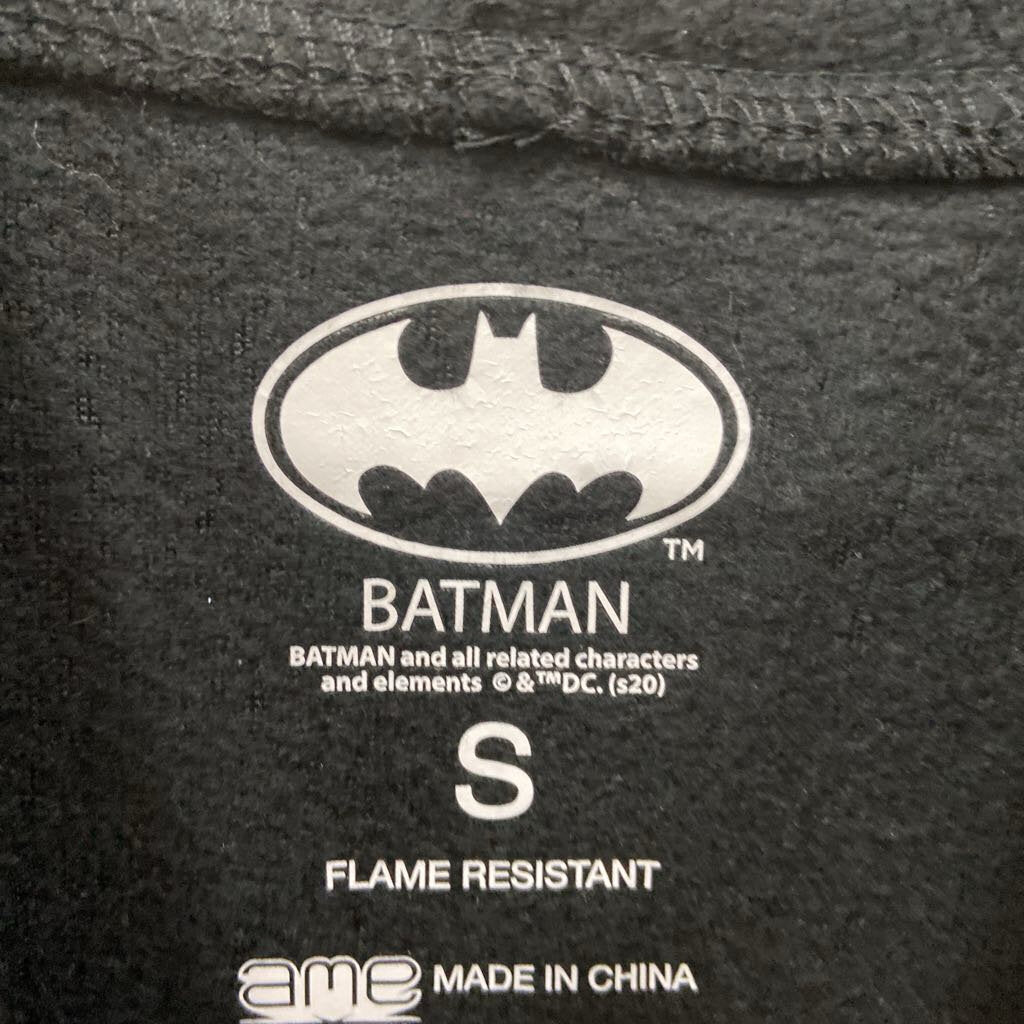 TM
BATMAN
BATMAN and all related characters
and elements © &™DC. (s20)
S
FLAME RESISTANT
ame MADE IN CHINA